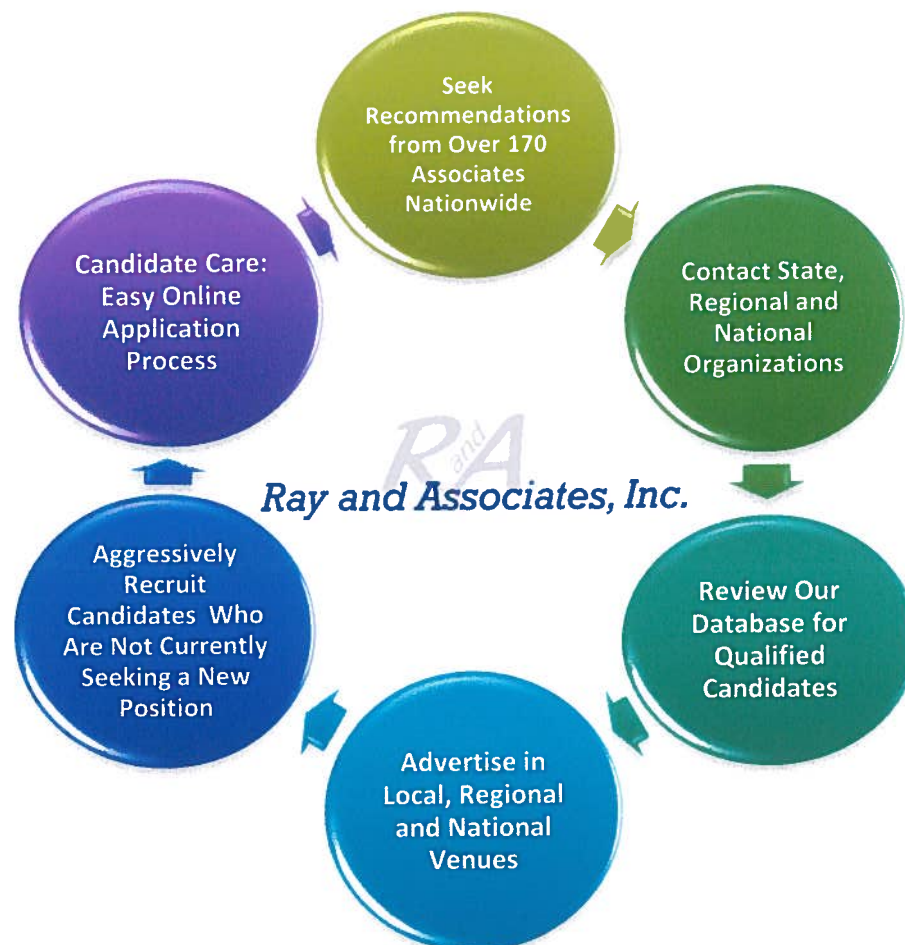 Seek
Recommendations
from Over 170
Associates
Nationwide
Contact State,
Regional and
National
Organizations
Review Our
Database for
Qualified
Candidates
Advertise in
Local, Regional
and National
Venues
Aggressively
Recruit
Candidates Who
Are Not Currently
Seeking a New
Position
Candidate Care:
Easy Online
Application
Process
R and A
Ray and Associates, Inc.